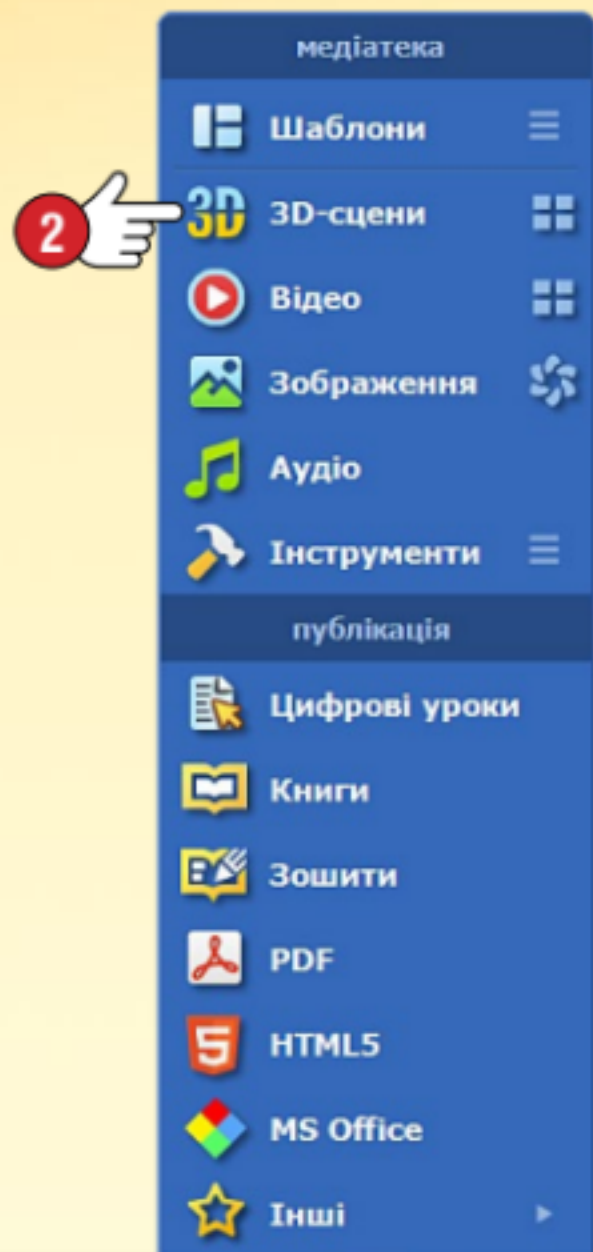 медіатека
Шаблони
2
3D 3D-сцени
Відео
Зображення
Аудіо
Інструменти
публікація
Цифрові уроки
Книги
Зошити
PDF
5 HTML5
MS Office
Інші